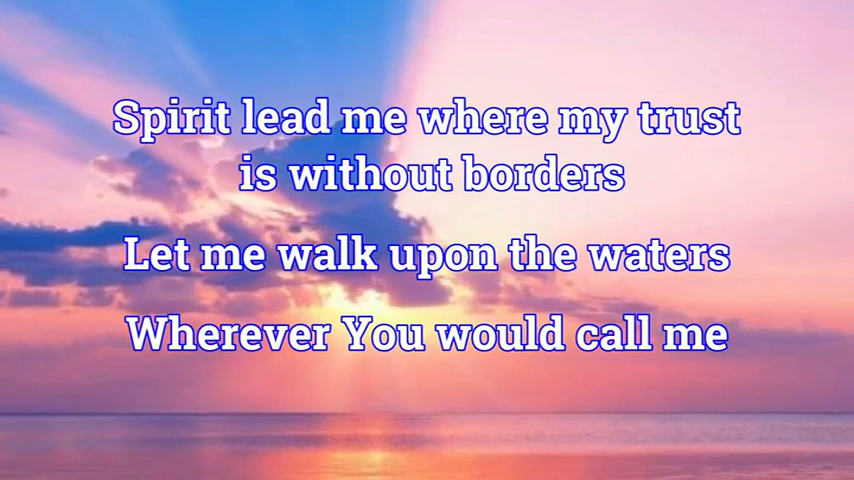 Spirit lead me where my trust
is without borders
Let me walk upon the waters
Wherever You would call me